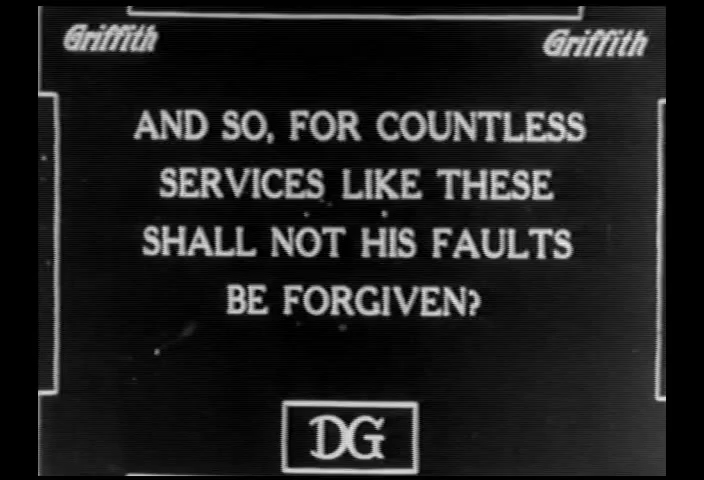 Griffith Griffith
AND SO, FOR COUNTLESS
SERVICES LIKE THESE
SHALL NOT HIS FAULTS
BE FORGIVEN?
DG